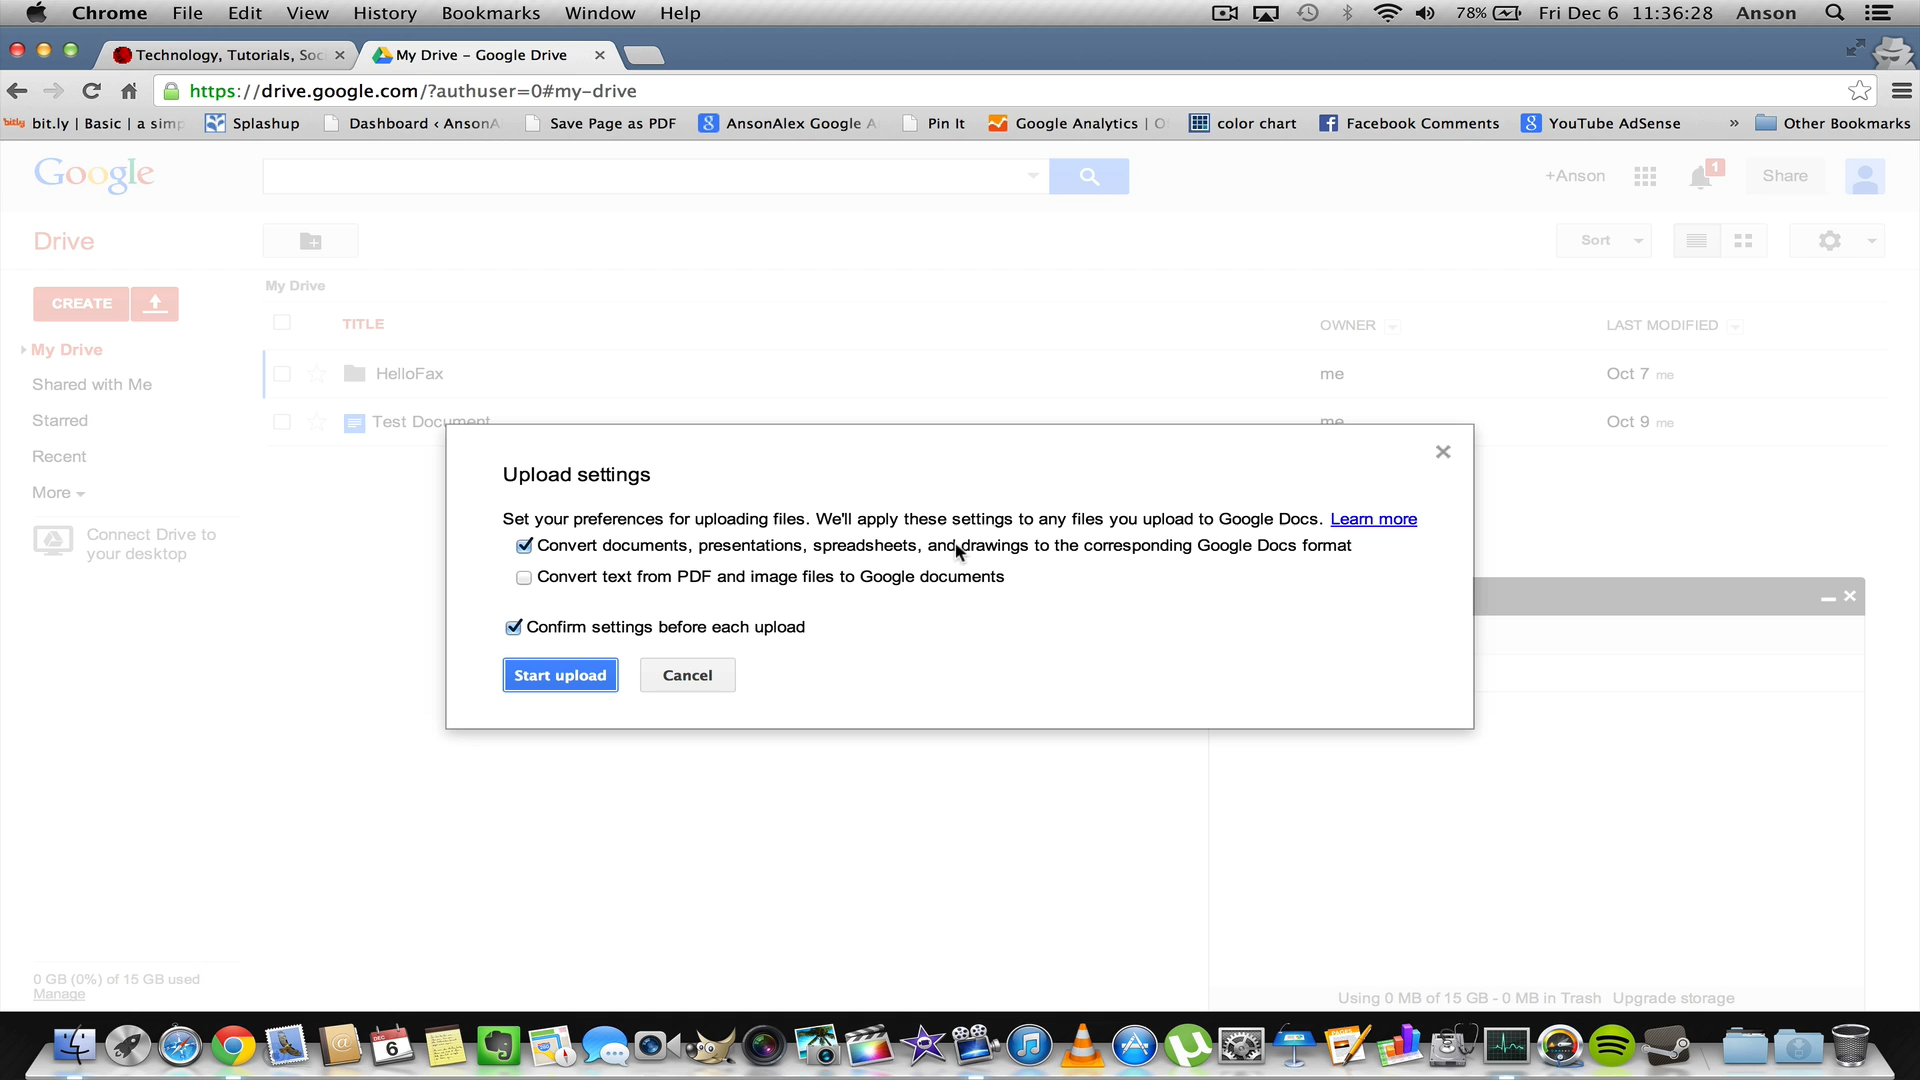 Chrome File Edit View History Bookmarks Window Help 78% Fri Dec 6 11:36:28 Anson
Technology, Tutorials, Soc My Drive – Google Drive
https://drive.google.com/?authuser=0#my-drive
bitly bit.ly | Basic | a simp Splashup Dashboard ‹ AnsonA Save Page as PDF AnsonAlex Google A Pin It Google Analytics | O color chart Facebook Comments YouTube AdSense » Other Bookmarks
Google +Anson 1 Share
Drive Sort
My Drive
CREATE
TITLE OWNER LAST MODIFIED
My Drive
HelloFax me Oct 7 me
Shared with Me
Starred
Test Document me Oct 9 me
Recent
More
Connect Drive to
your desktop
Upload settings
Set your preferences for uploading files. We'll apply these settings to any files you upload to Google Docs. Learn more
Convert documents, presentations, spreadsheets, and drawings to the corresponding Google Docs format
Convert text from PDF and image files to Google documents
Confirm settings before each upload
Start upload Cancel
0 GB (0%) of 15 GB used
Manage
Using 0 MB of 15 GB - 0 MB in Trash Upgrade storage
DEC
6